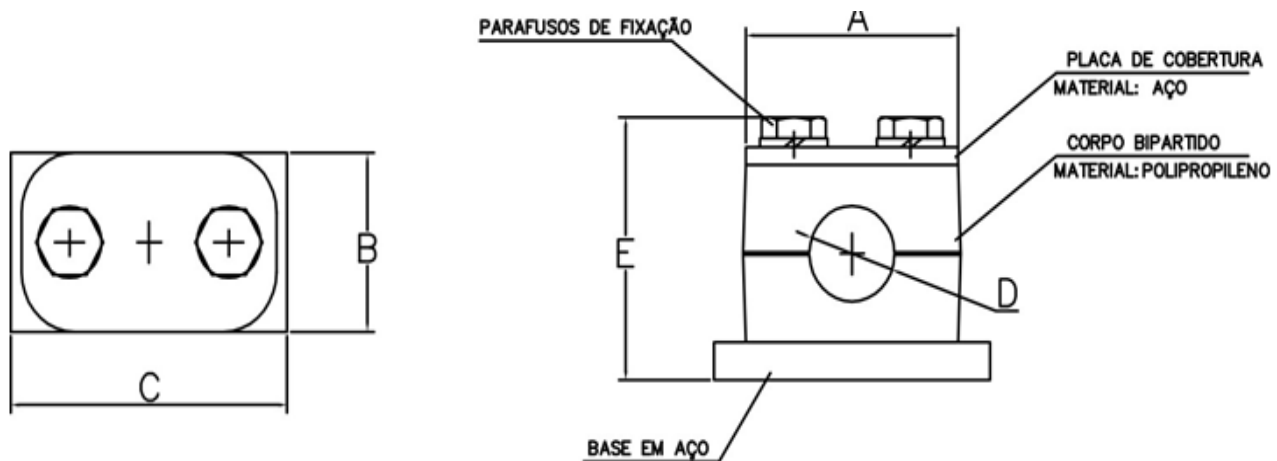 PARAFUSOS DE FIXAÇÃO
A
PLACA DE COBERTURA
MATERIAL: AÇO
CORPO BIPARTIDO
MATERIAL: POLIPROPILENO
B
E
D
C
BASE EM AÇO